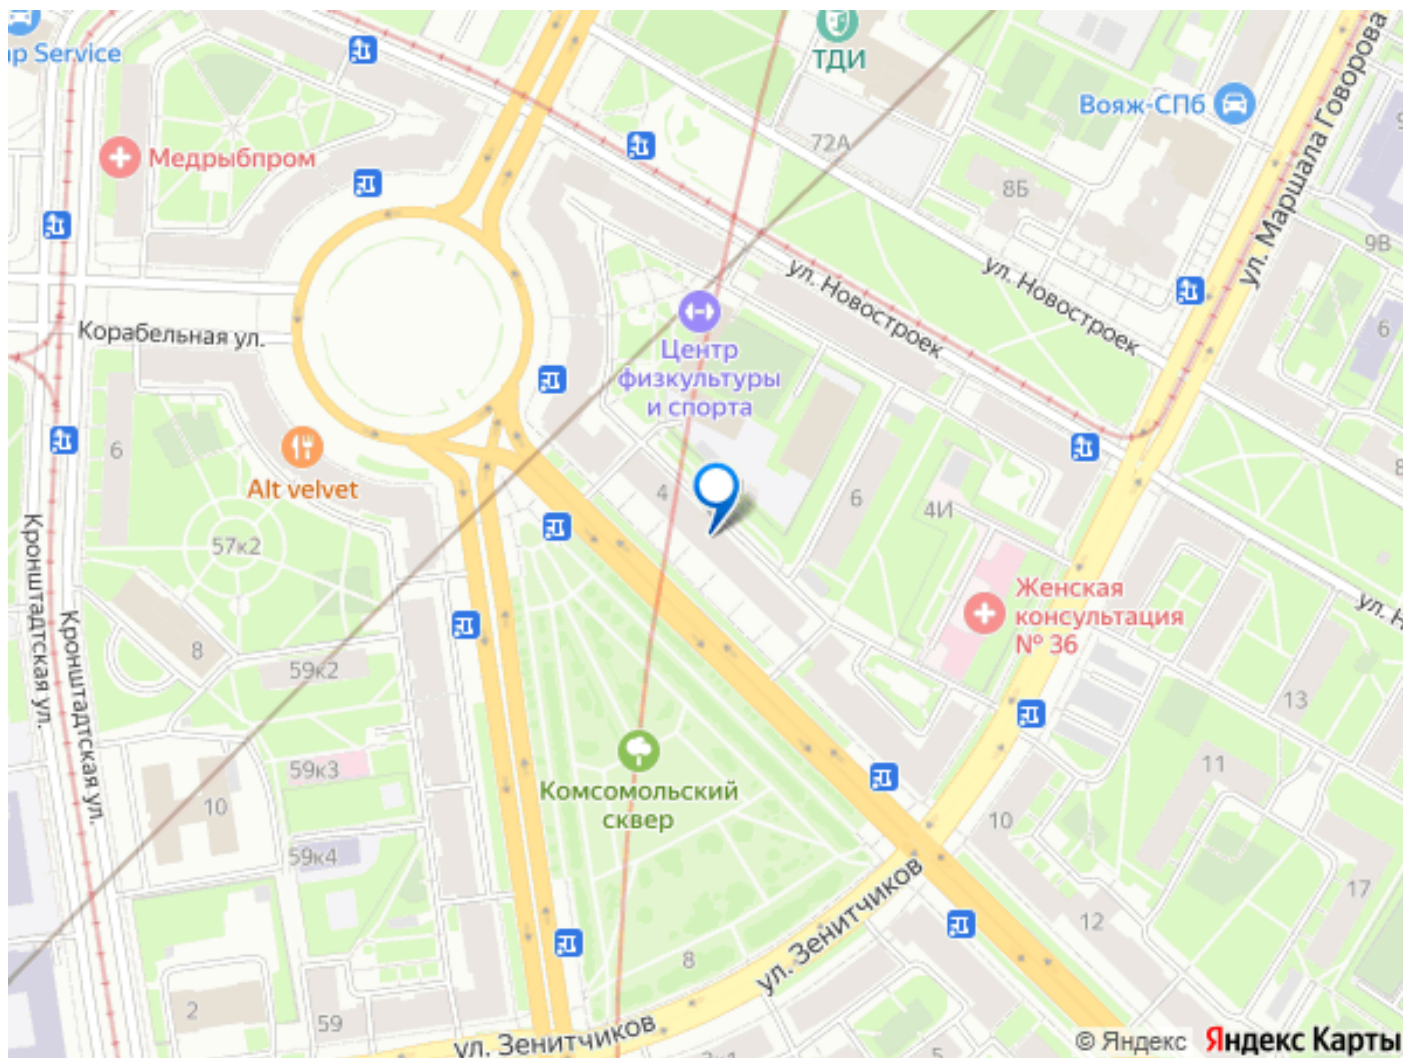 ТДИ
ap Service
Вояж-СПб
72А
Медрыбпром
8Б
ул. Маршала Говорова
9В
ул. Новостроек
ул. Новостроек
6
Корабельная ул.
Центр
физкультуры
и спорта
6
Alt velvet
4
6
4И
57к2
Кронштадтская ул.
Кронштадтская ул.
Женская
консультация
№ 36
ул. Н
8
59к2
13
11
59к3
Комсомольский
сквер
10
10
59к4
17
12
ул. Зенитчиков
8
2
59
ул. Зенитчиков
5
© Яндекс
Яндекс Карты